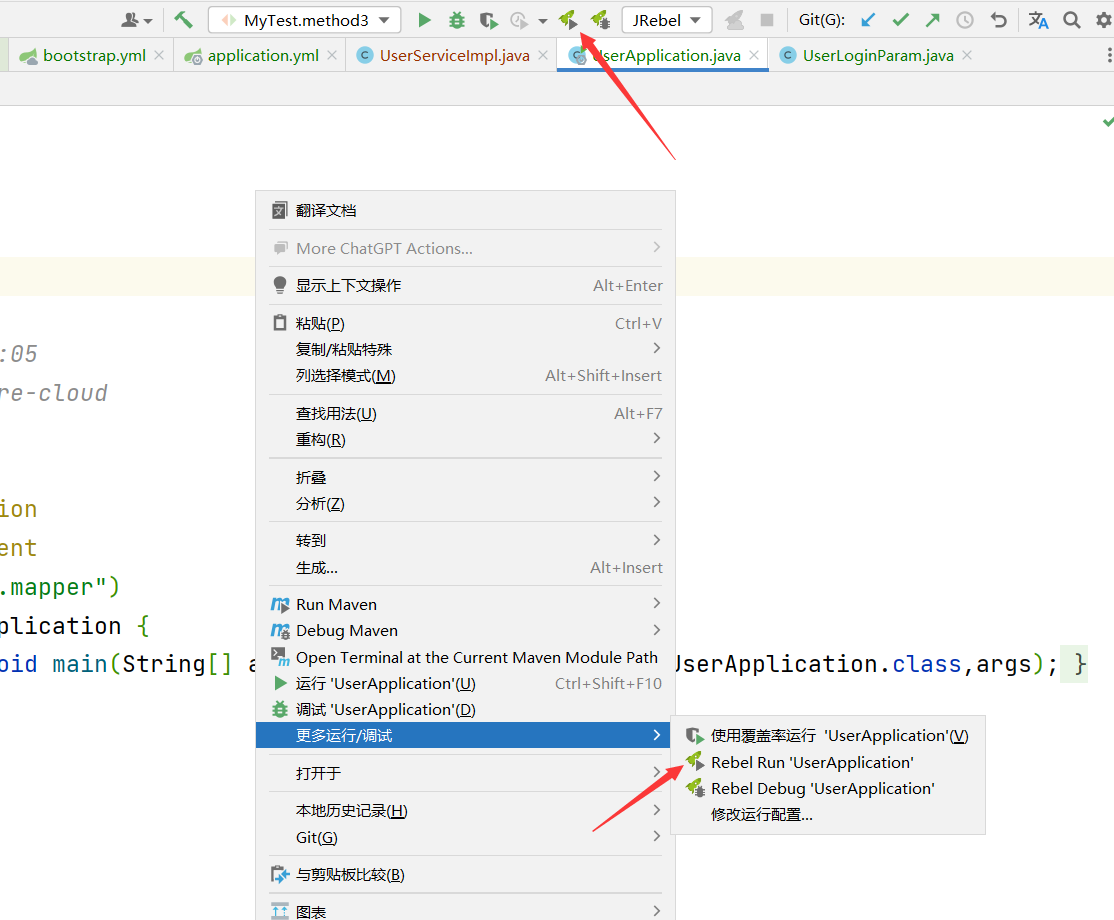 MyTest.method3 JRebel Git(G):
bootstrap.yml application.yml UserServiceImpl.java UserApplication.java UserLoginParam.java
翻译文档
More ChatGPT Actions...
显示上下文操作 Alt+Enter
粘贴(P) Ctrl+V
:05
复制/粘贴特殊
列选择模式(M) Alt+Shift+Insert
re-cloud
查找用法(U) Alt+F7
重构(R)
折叠
分析(Z)
ion
转到
ent
生成... Alt+Insert
.mapper")
Run Maven
plication {
Debug Maven
Open Terminal at the Current Maven Module Path
oid main(String[] a UserApplication.class,args); }
运行 'UserApplication'(U) Ctrl+Shift+F10
调试 'UserApplication'(D)
更多运行/调试
使用覆盖率运行 'UserApplication'(V)
Rebel Run 'UserApplication'
Rebel Debug 'UserApplication'
修改运行配置...
打开于
本地历史记录(H)
Git(G)
与剪贴板比较(B)
图表